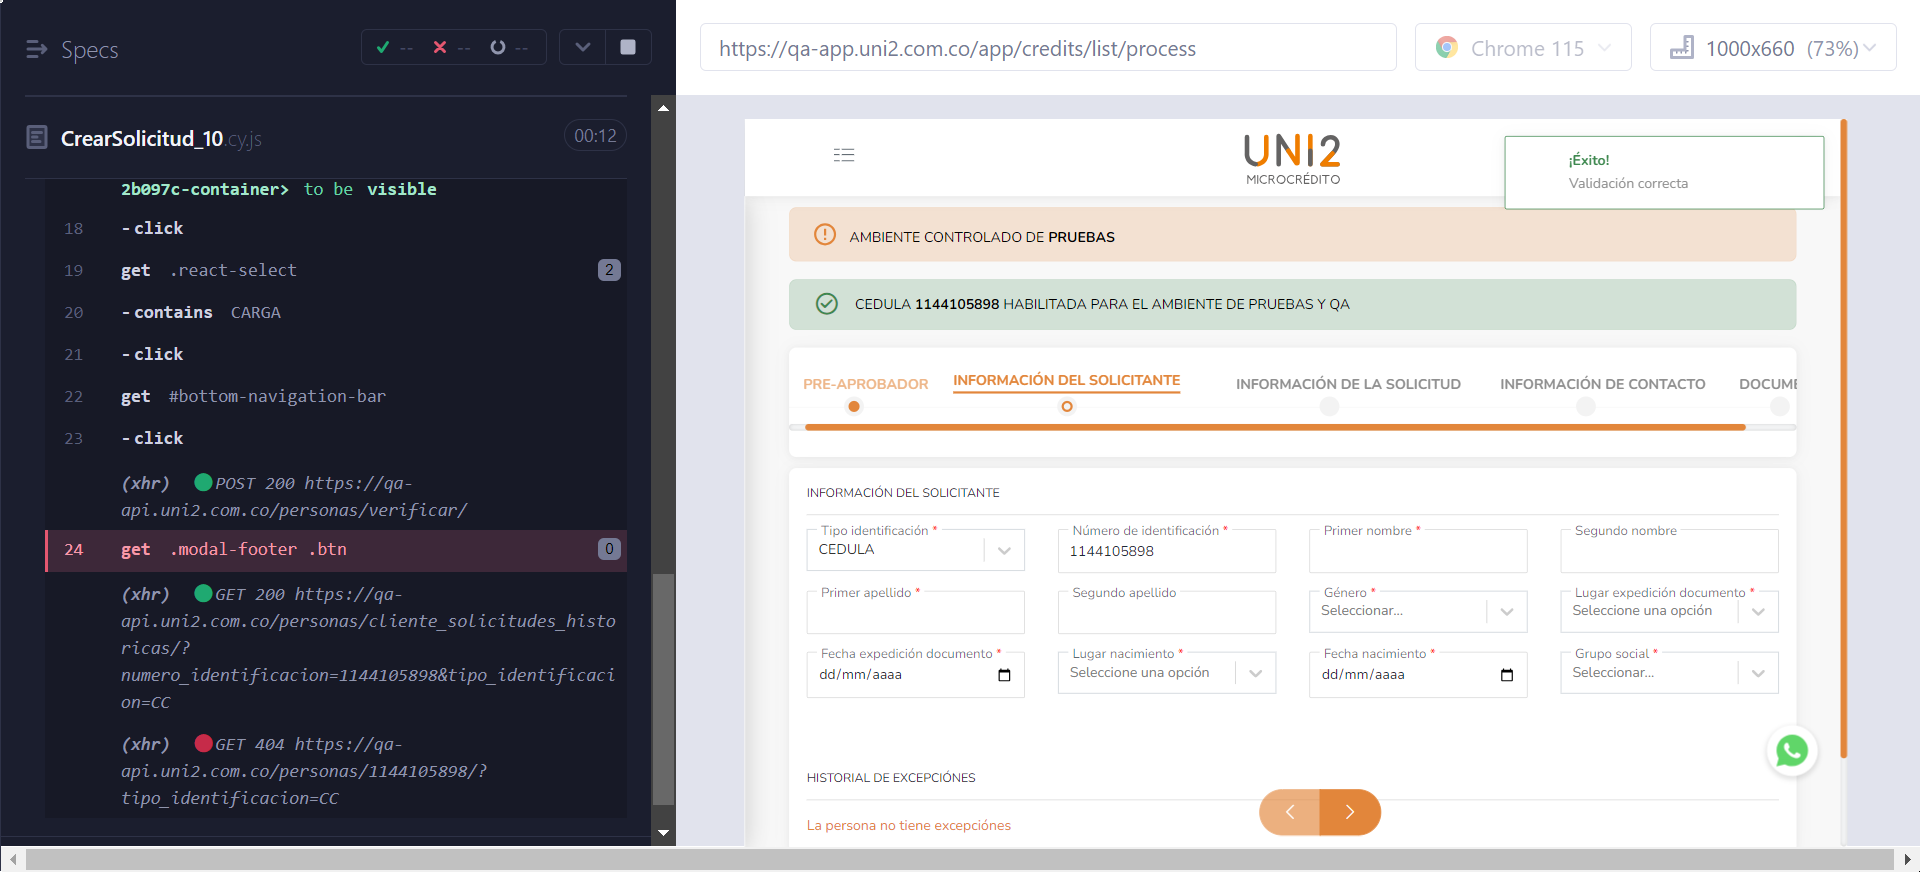 Specs
-- -- --
CrearSolicitud_10.cy.js
00:12
2b097c-container> to be visible
18 -click
19 get .react-select 2
20 -contains CARGA
21 -click
22 get #bottom-navigation-bar
23 -click
(xhr) POST 200 https://qa-
api.uni2.com.co/personas/verificar/
24 get .modal-footer .btn 0
(xhr) GET 200 https://qa-
api.uni2.com.co/personas/cliente_solicitudes_histo
ricas/?
numero_identificacion=1144105898&tipo_identificaci
on=CC
(xhr) GET 404 https://qa-
api.uni2.com.co/personas/1144105898/?
tipo_identificacion=CC
https://qa-app.uni2.com.co/app/credits/list/process
Chrome 115
1000x660 (73%)
UNI2
MICROCRÉDITO
¡Éxito!
Validación correcta
AMBIENTE CONTROLADO DE PRUEBAS
CEDULA 1144105898 HABILITADA PARA EL AMBIENTE DE PRUEBAS Y QA
PRE-APROBADOR INFORMACIÓN DEL SOLICITANTE INFORMACIÓN DE LA SOLICITUD INFORMACIÓN DE CONTACTO DOCUME
INFORMACIÓN DEL SOLICITANTE
Tipo identificación * Número de identificación * Primer nombre * Segundo nombre
CEDULA 1144105898
Primer apellido * Segundo apellido Género * Lugar expedición documento *
Seleccionar... Seleccione una opción
Fecha expedición documento * Lugar nacimiento * Fecha nacimiento * Grupo social *
dd/mm/aaaa Seleccione una opción dd/mm/aaaa Seleccionar...
HISTORIAL DE EXCEPCIÓNES
La persona no tiene excepciónes